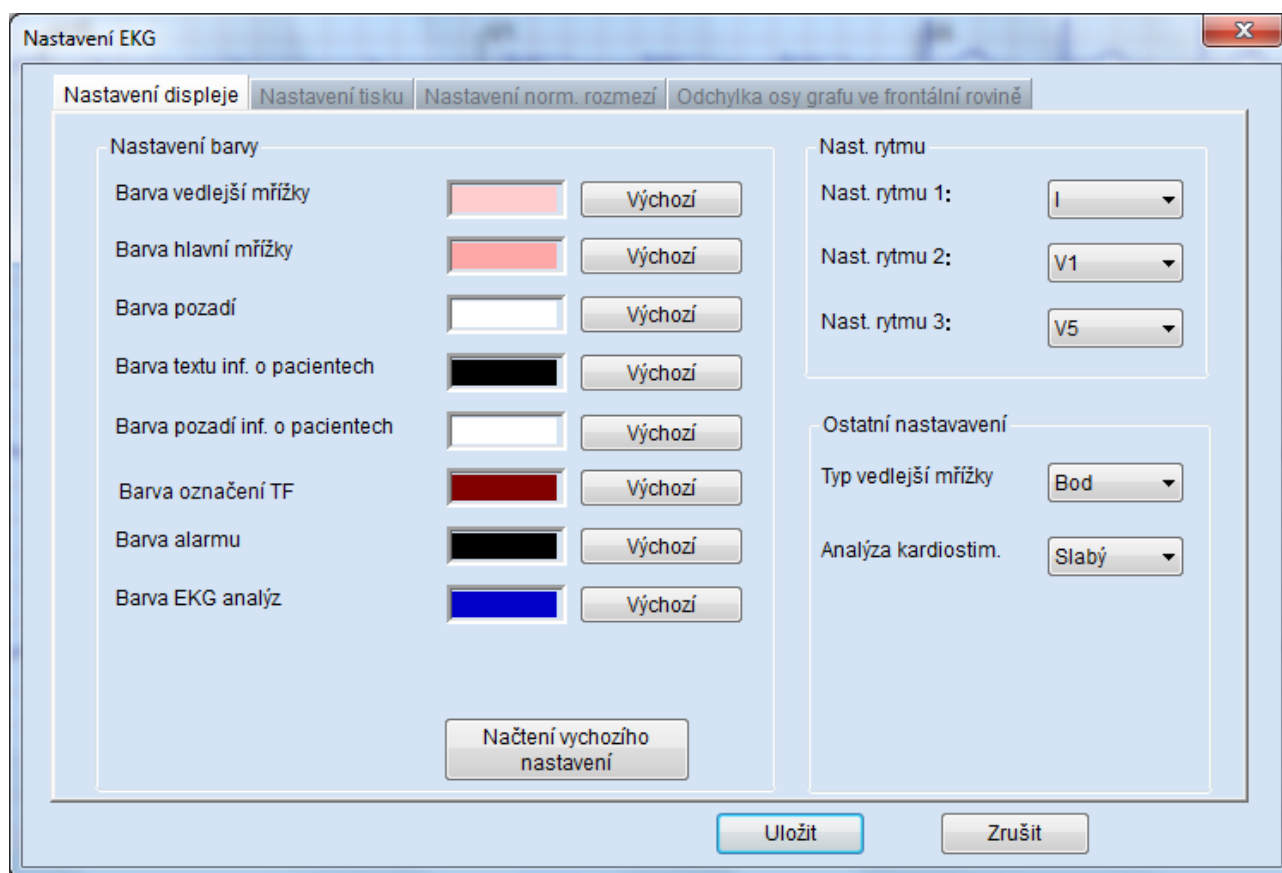 Nastavení EKG
X
Nastavení displeje Nastavení tisku Nastavení norm. rozmezí Odchylka osy grafu ve frontální rovině
Nastavení barvy
Barva vedlejší mřížky Výchozí
Barva hlavní mřížky Výchozí
Barva pozadí Výchozí
Barva textu inf. o pacientech Výchozí
Barva pozadí inf. o pacientech Výchozí
Barva označení TF Výchozí
Barva alarmu Výchozí
Barva EKG analýz Výchozí
Načtení vychozího
nastavení
Nast. rytmu
Nast. rytmu 1: I
Nast. rytmu 2: V1
Nast. rytmu 3: V5
Ostatní nastavavení
Typ vedlejší mřížky Bod
Analýza kardiostim. Slabý
Uložit Zrušit